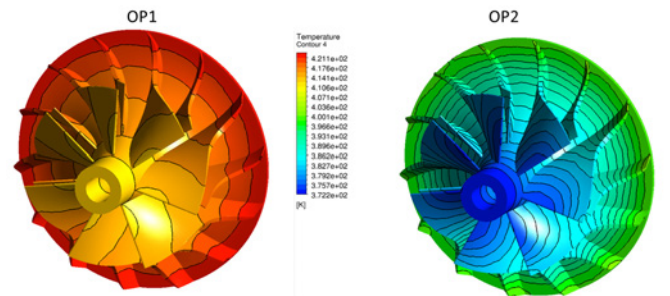 OP1
OP2
Temperature
Contour 4
4.211e+02
4.176e+02
4.141e+02
4.106e+02
4.071e+02
4.036e+02
4.001e+02
3.966e+02
3.931e+02
3.896e+02
3.862e+02
3.827e+02
3.792e+02
3.757e+02
3.722e+02
[K]